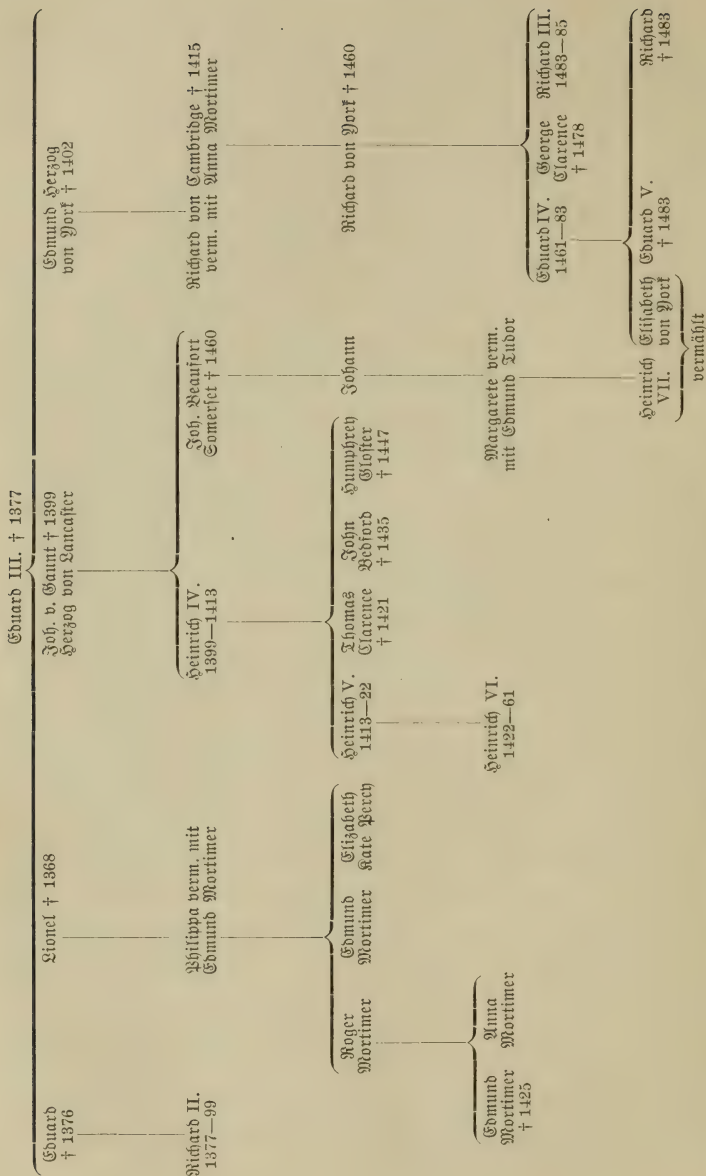 Eduard III. † 1377
Eduard
† 1376
Lionel † 1368
Joh. v. Gaunt † 1399
Herzog von Lancaster
Edmund Herzog
von York † 1402
Richard II.
1377—99
Philippa verm. mit
Edmund Mortimer
Heinrich IV.
1399—1413
Joh. Beaufort
Somerset † 1460
Richard von Cambridge † 1415
verm. mit Anna Mortimer
Roger
Mortimer
Edmund
Mortimer
Elizabeth
Kate Percy
Heinrich V.
1413—22
Thomas
Clarence
† 1421
John
Bedford
† 1435
Humphrey
Gloster
† 1447
Johann
Richard von York † 1460
Edmund
Mortimer
† 1425
Anna
Mortimer
Heinrich VI.
1422—61
Margarete verm.
mit Edmund Tudor
Eduard IV.
1461—83
George
Clarence
† 1478
Richard III.
1483—85
Heinrich
VII.
Elisabeth
von York
Eduard V.
† 1483
Richard
† 1483
vermählt